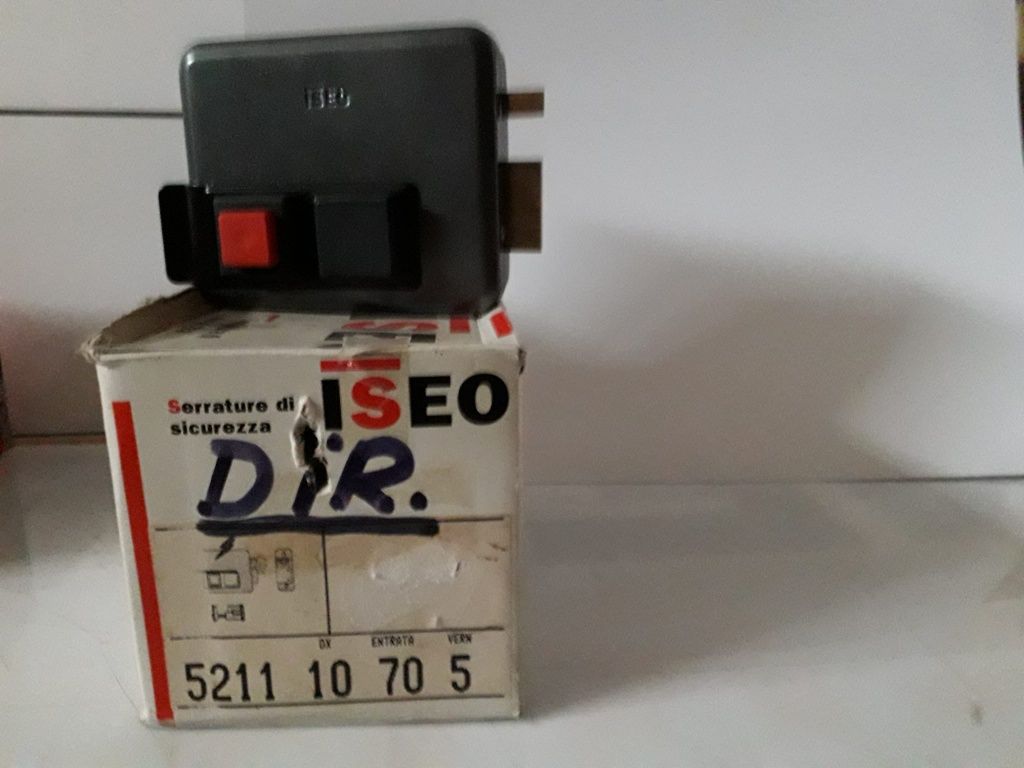 ISEO
Serrature di
sicurezza
ISEO
DiR.
DX ENTRATA VERN
5211 10 70 5